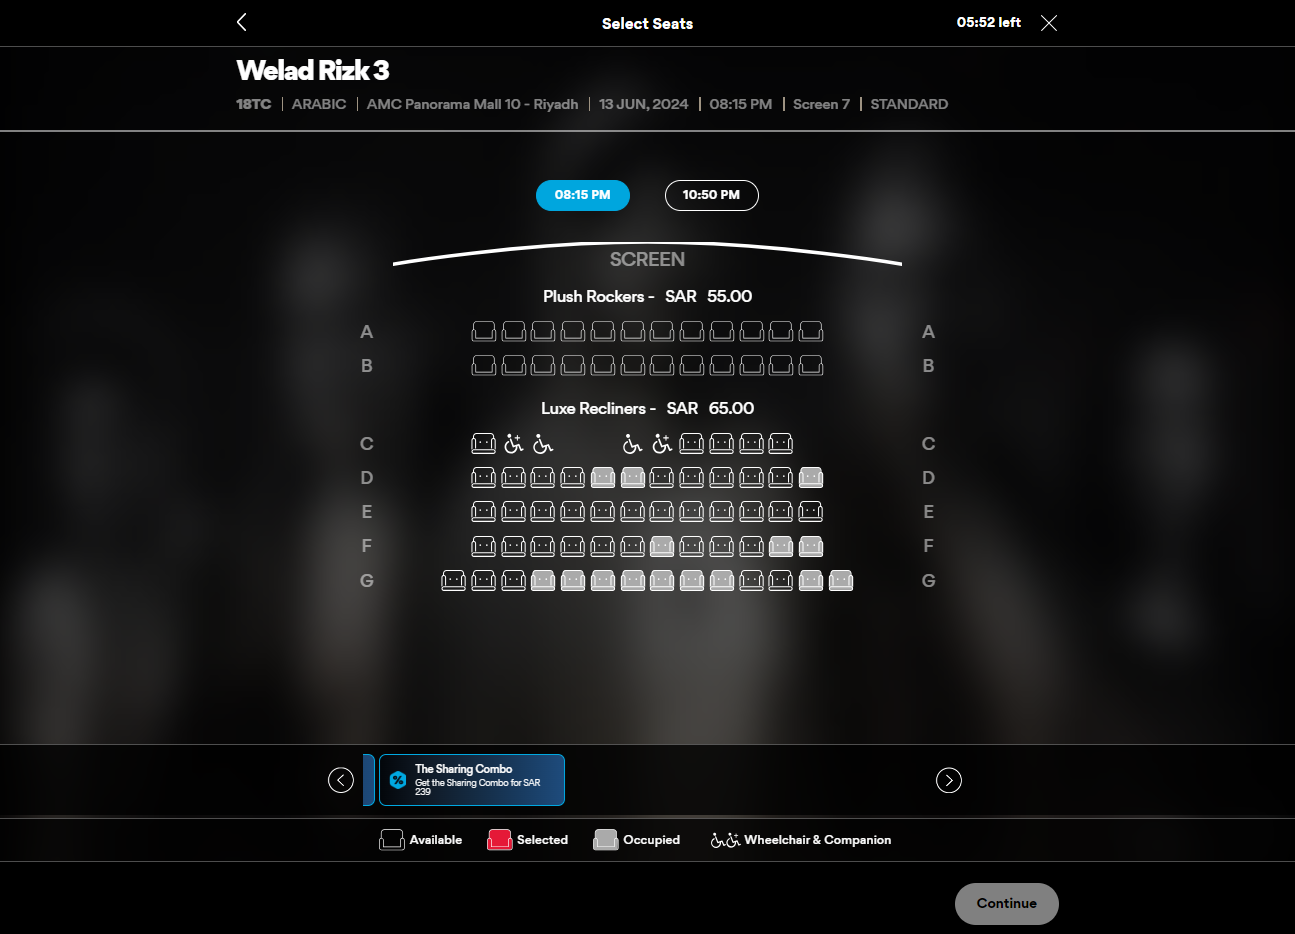 Select Seats
05:52 left
Welad Rizk 3
18TC | ARABIC | AMC Panorama Mall 10 - Riyadh | 13 JUN, 2024 | 08:15 PM | Screen 7 | STANDARD
08:15 PM
10:50 PM
SCREEN
Plush Rockers - SAR 55.00
A A
B B
Luxe Recliners - SAR 65.00
C C
D D
E E
F F
G G
The Sharing Combo
Get the Sharing Combo for SAR
239
Available
Selected
Occupied
Wheelchair & Companion
Continue